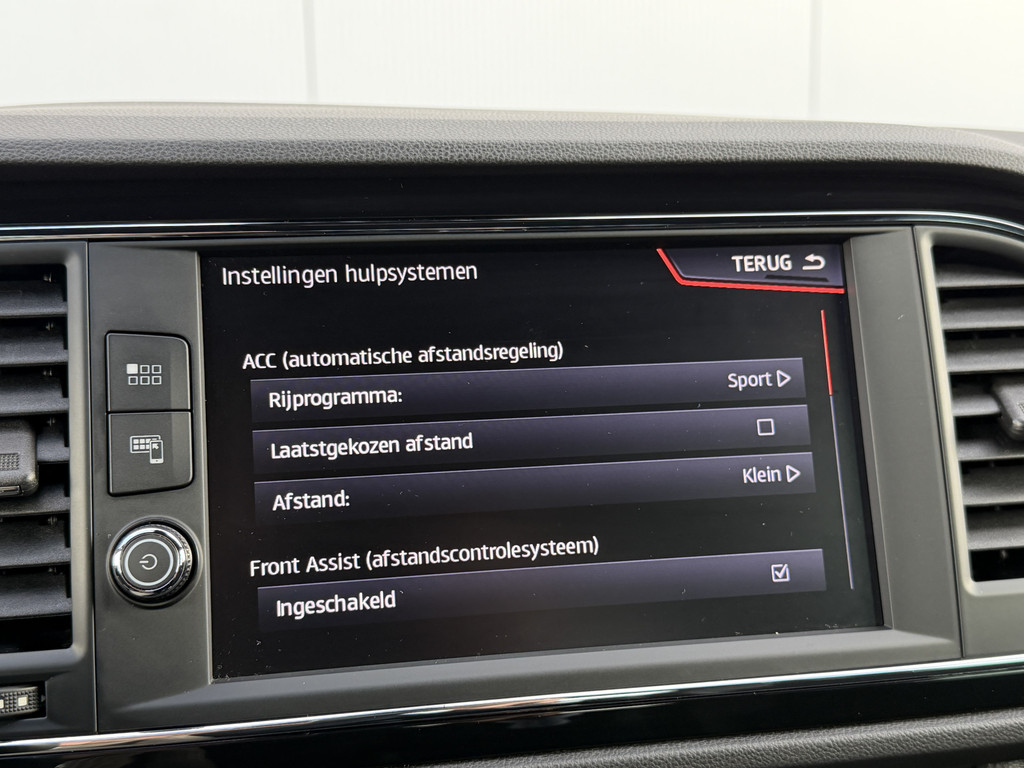 Instellingen hulpsystemen
TERUG
ACC (automatische afstandsregeling)
Rijprogramma: Sport
Laatstgekozen afstand
Afstand: Klein
Front Assist (afstandscontrolesysteem)
Ingeschakeld